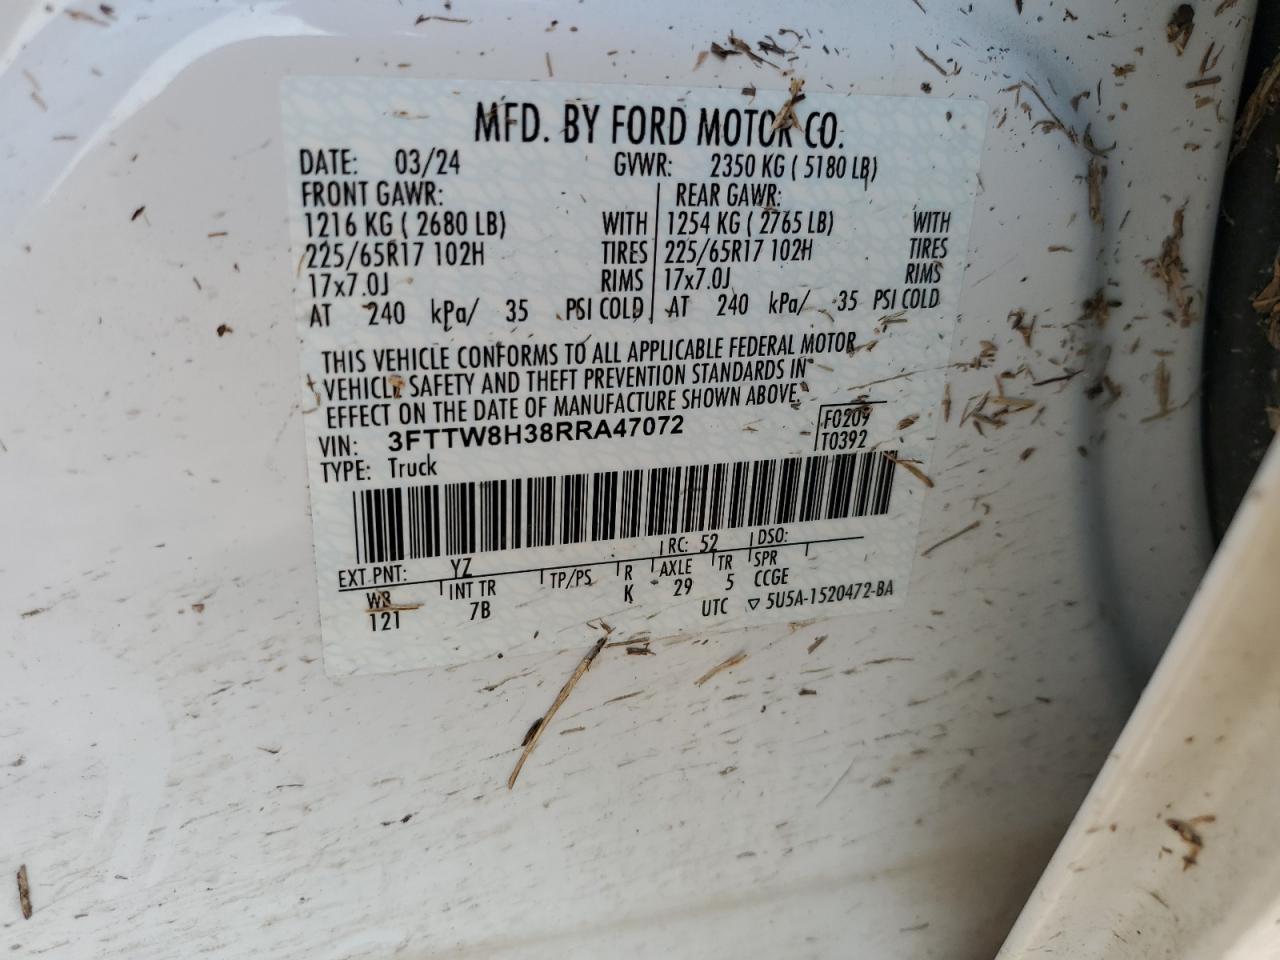 MFD. BY FORD MOTOR CO.
DATE: 03/24 GVWR: 2350 KG ( 5180 LB)
FRONT GAWR: REAR GAWR:
1216 KG ( 2680 LB) WITH 1254 KG ( 2765 LB) WITH
225/65R17 102H TIRES 225/65R17 102H TIRES
17x7.0J RIMS 17x7.0J RIMS
AT 240 kPa/ 35 PSI COLD AT 240 kPa/ 35 PSI COLD
THIS VEHICLE CONFORMS TO ALL APPLICABLE FEDERAL MOTOR
VEHICLE SAFETY AND THEFT PREVENTION STANDARDS IN
EFFECT ON THE DATE OF MANUFACTURE SHOWN ABOVE.
VIN: 3FTTW8H38RRA47072 F0209
TYPE: Truck T0392
EXT PNT: YZ RC: 52 DSO:
WB INT TR TP/PS R AXLE TR SPR
121 7B K 29 5 CCGE
UTC ▽ 5U5A-1520472-BA